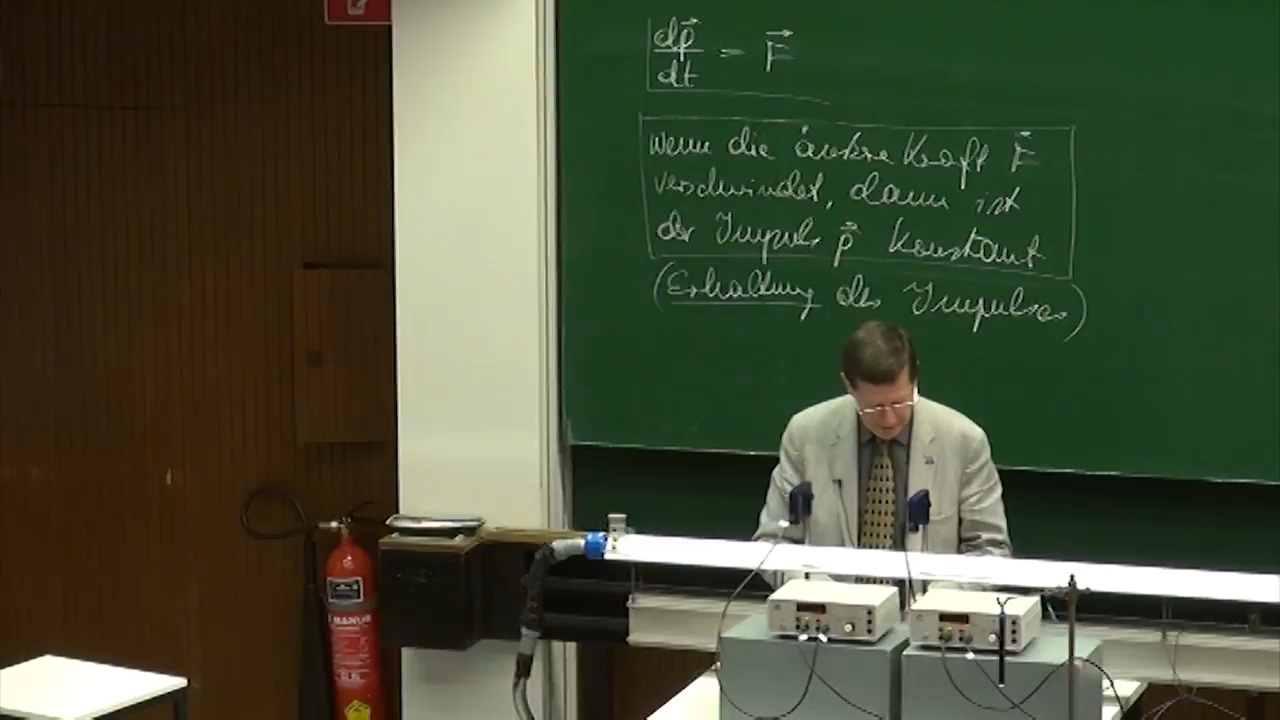 dp⃗/dt = F⃗
wenn die äußere Kraft F⃗
verschwindet, dann ist
der Impuls p⃗ konstant
(Erhaltung des Impulses)